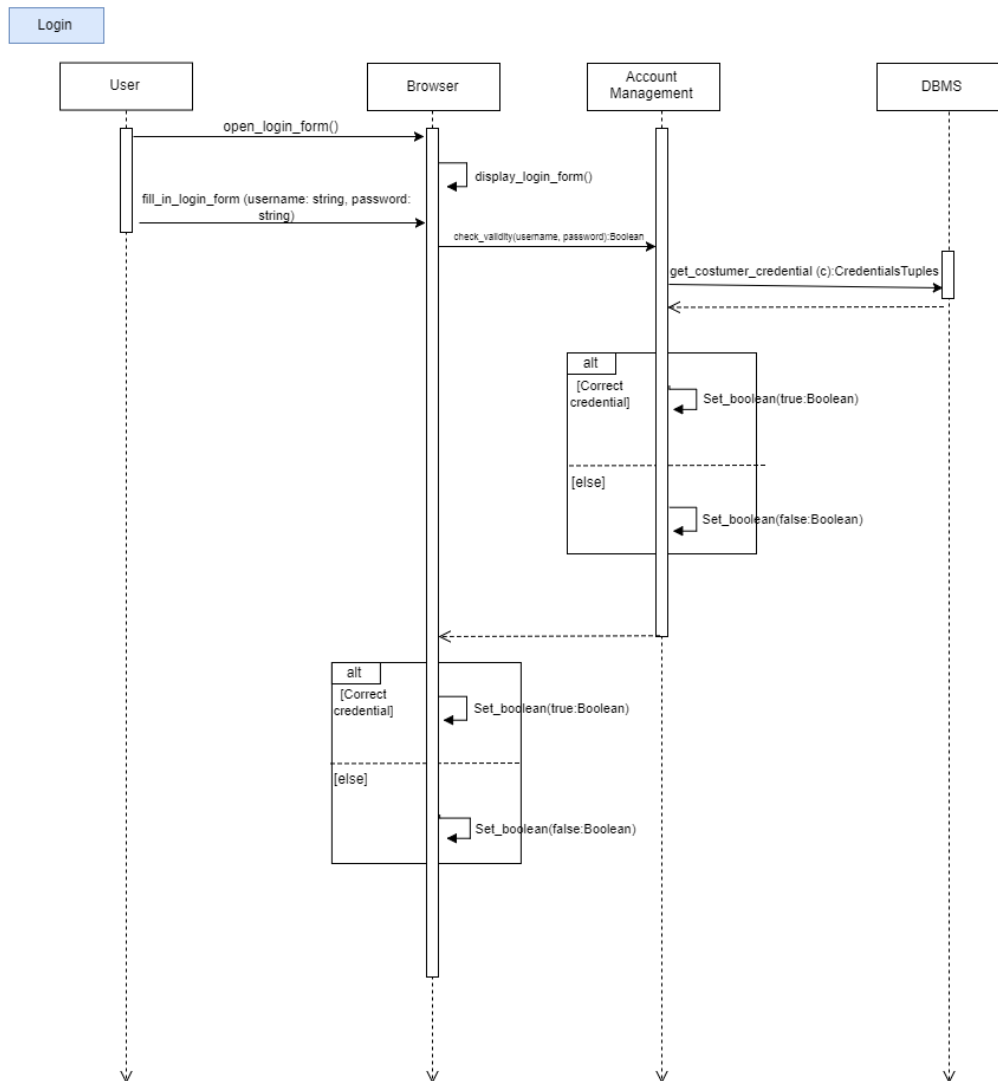 Login
User
Browser
Account
Management
DBMS
open_login_form()
display_login_form()
fill_in_login_form (username: string, password:
string)
check_validity(username, password):Boolean
get_costumer_credential (c):CredentialsTuples
alt
[Correct
credential]
Set_boolean(true:Boolean)
[else]
Set_boolean(false:Boolean)
alt
[Correct
credential]
Set_boolean(true:Boolean)
[else]
Set_boolean(false:Boolean)